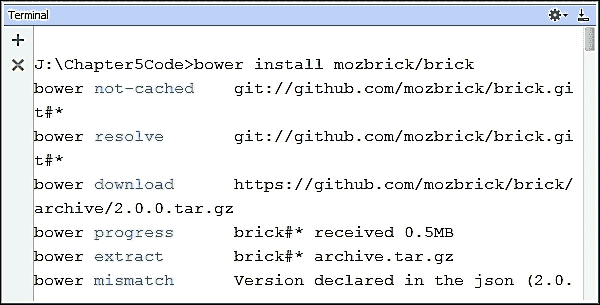 Terminal
J:\Chapter5Code>bower install mozbrick/brick
bower not-cached    git://github.com/mozbrick/brick.gi
t#*
bower resolve       git://github.com/mozbrick/brick.gi
t#*
bower download      https://github.com/mozbrick/brick/
archive/2.0.0.tar.gz
bower progress      brick#* received 0.5MB
bower extract       brick#* archive.tar.gz
bower mismatch      Version declared in the json (2.0.